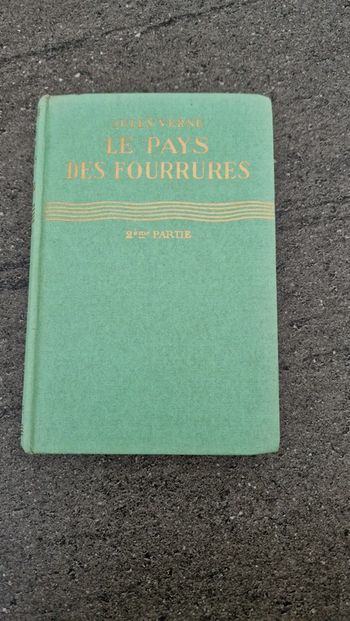 JULES VERNE
LE PAYS
DES FOURRURES
2ème PARTIE